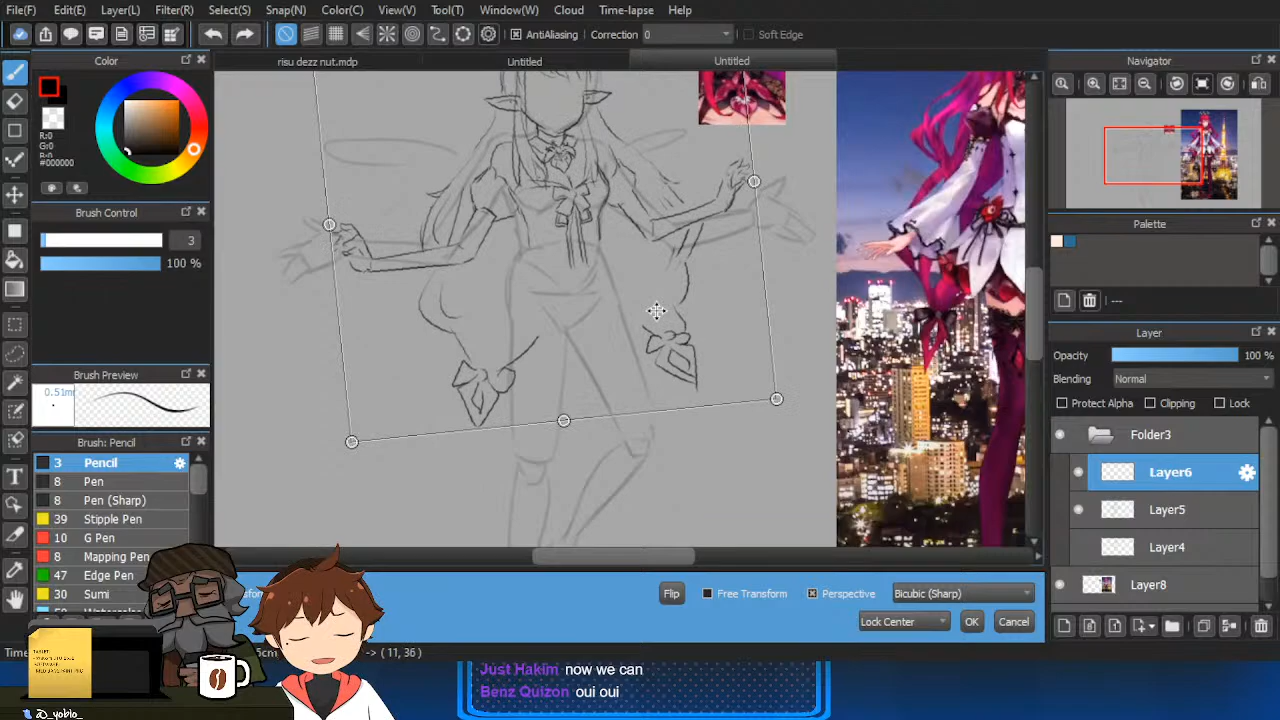 File(F) Edit(E) Layer(L) Filter(R) Select(S) Snap(N) Color(C) View(V) Tool(T) Window(W) Cloud Time-lapse Help
AntiAliasing Correction 0 Soft Edge
Color
risu dezz nut.mdp Untitled Untitled
Navigator
R:0
G:0
B:0
#000000
Brush Control
3
100 %
Palette
---
Layer
Opacity 100 %
Blending Normal
Protect Alpha Clipping Lock
Folder3
Layer6
Layer5
Layer4
Layer8
Brush Preview
0.51m
Brush: Pencil
3 Pencil
8 Pen
8 Pen (Sharp)
39 Stipple Pen
10 G Pen
8 Mapping Pen
47 Edge Pen
30 Sumi
Flip Free Transform Perspective Bicubic (Sharp)
Lock Center OK Cancel
-> ( 11, 36 )
Just Hakim now we can
Benz Quizon oui oui